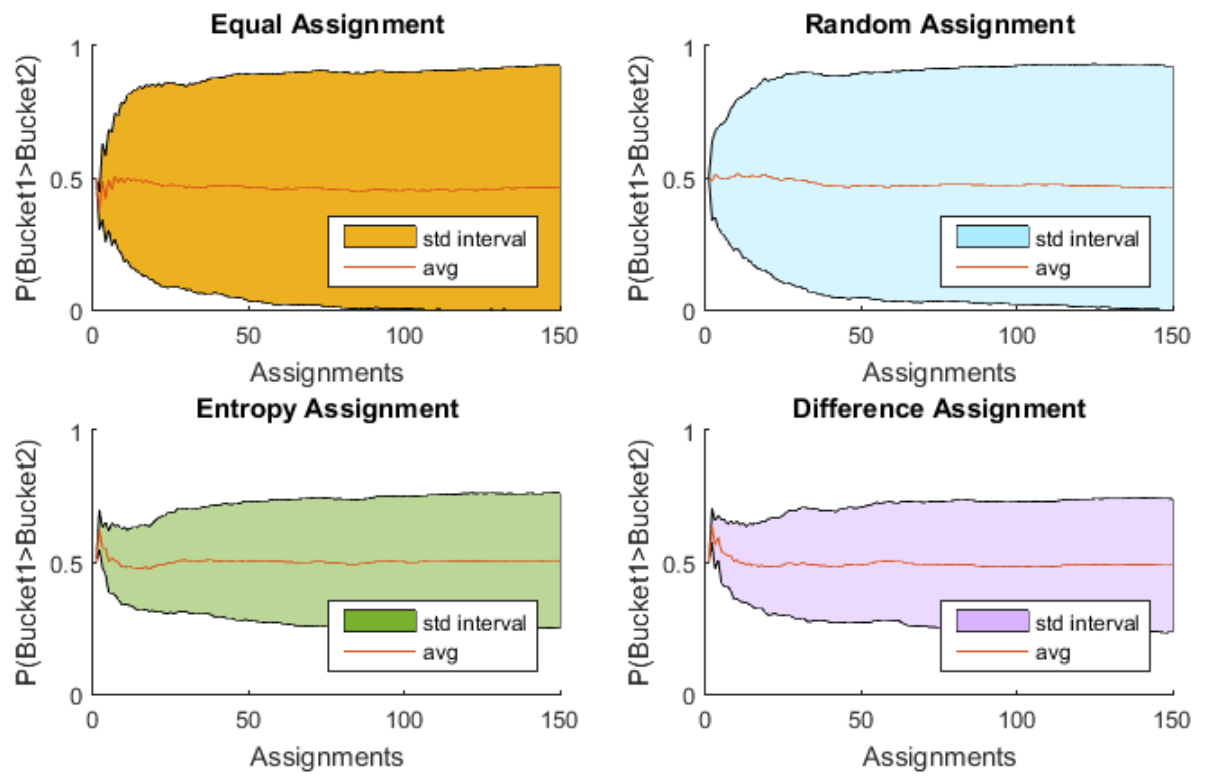 Equal Assignment
P(Bucket1>Bucket2)
1
0.5
0
std interval
avg
0 50 100 150
Assignments
Random Assignment
P(Bucket1>Bucket2)
1
0.5
0
std interval
avg
0 50 100 150
Assignments
Entropy Assignment
P(Bucket1>Bucket2)
1
0.5
0
std interval
avg
0 50 100 150
Assignments
Difference Assignment
P(Bucket1>Bucket2)
1
0.5
0
std interval
avg
0 50 100 150
Assignments